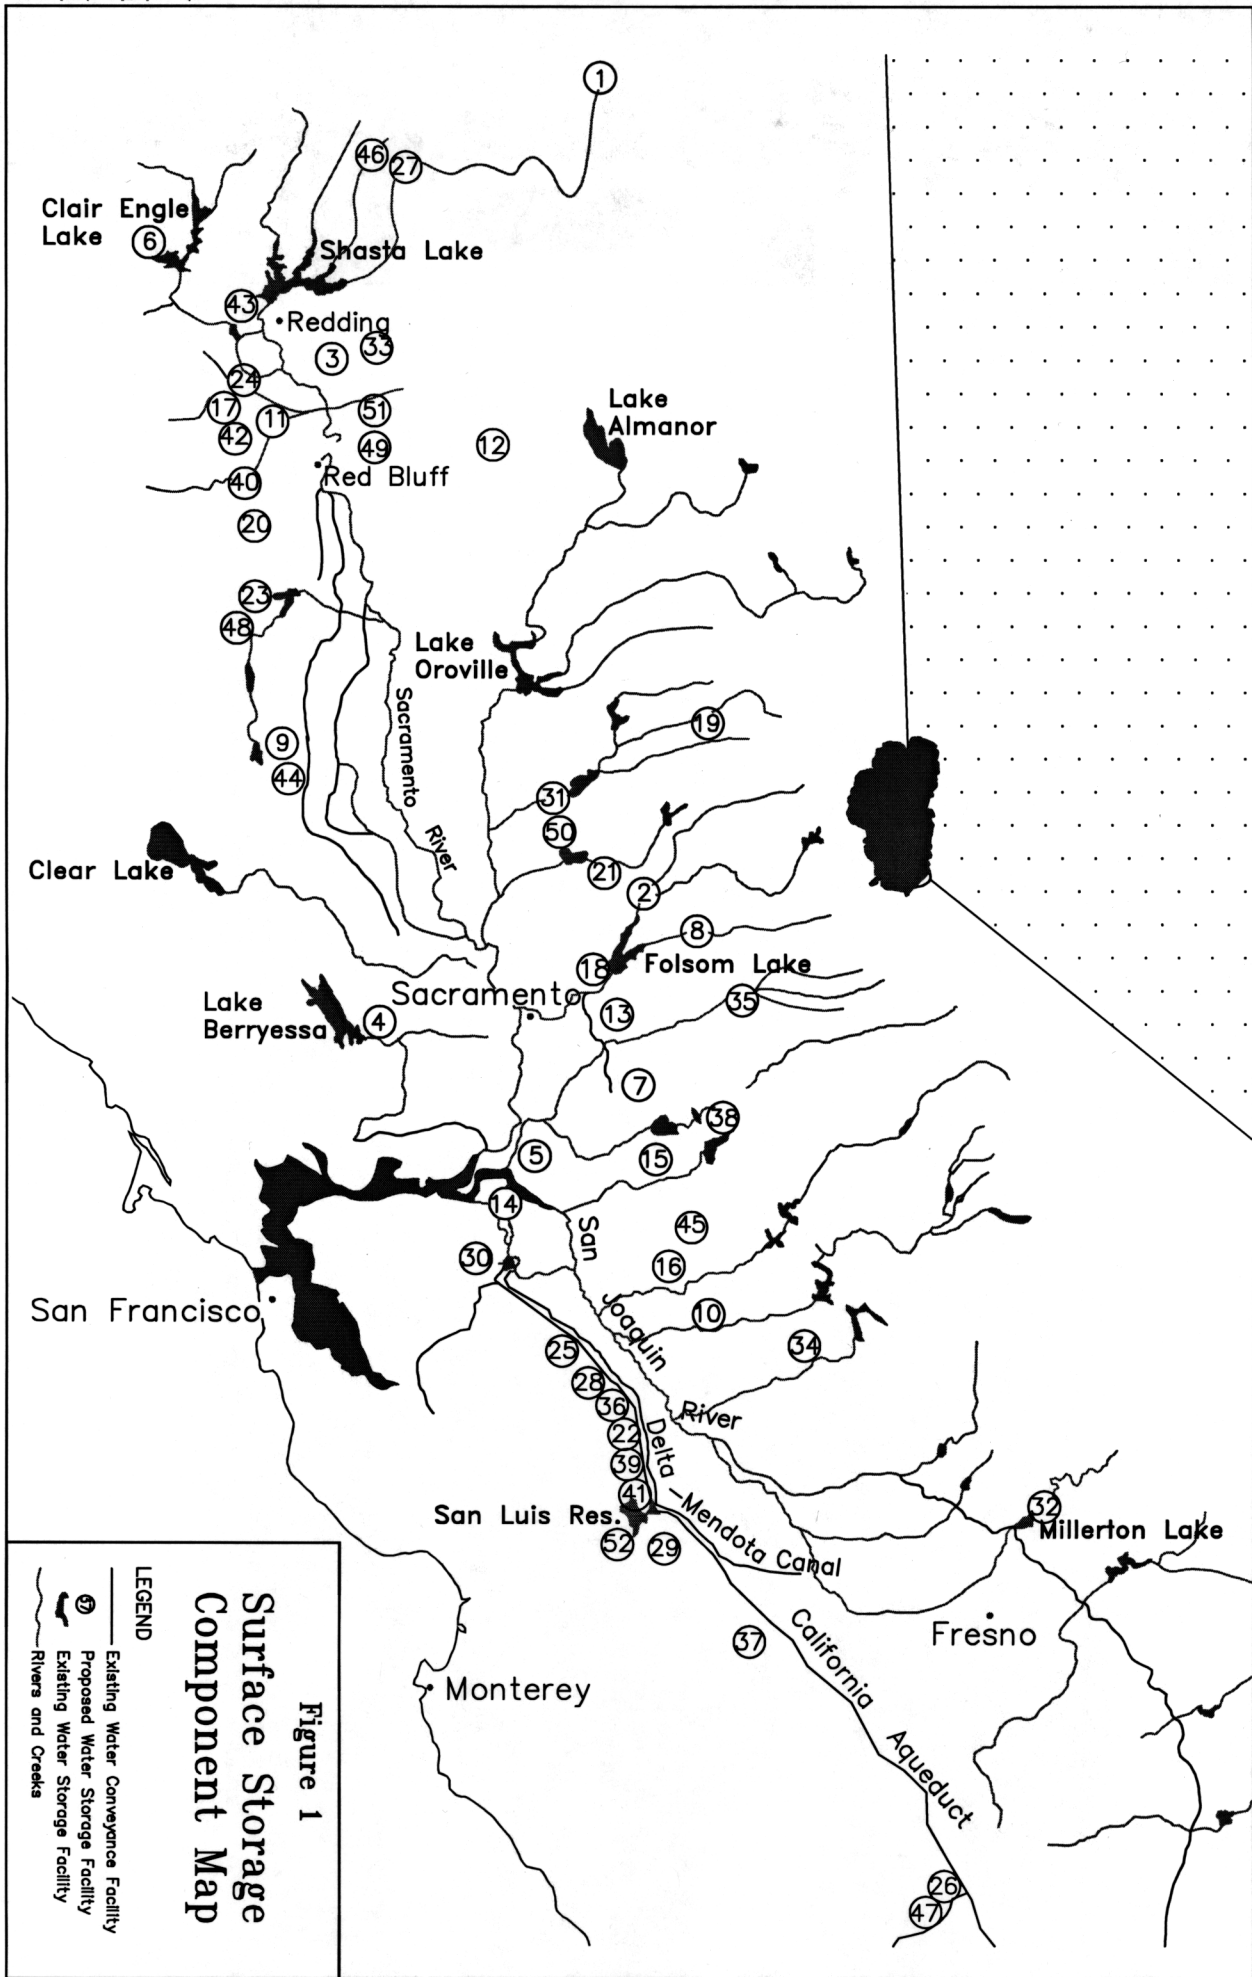 1
46
27
Clair Engle
Lake
6
Shasta Lake
43
Redding
3
33
24
17
11
51
42
49
12
Lake
Almanor
40
Red Bluff
20
23
48
Lake
Oroville
Sacramento
River
19
9
44
31
50
21
2
Clear Lake
8
18
Folsom Lake
Lake
Berryessa
4
Sacramento
13
35
7
38
5
15
14
San
Joaquin
River
45
30
16
San Francisco
10
34
25
28
36
22
39
41
Delta
-Mendota Canal
San Luis Res.
52
29
32
Millerton Lake
Fresno
37
California
Aqueduct
Monterey
26
47
Figure 1
Surface Storage
Component Map
LEGEND
Existing Water Conveyance Facility
57 Proposed Water Storage Facility
Existing Water Storage Facility
Rivers and Creeks